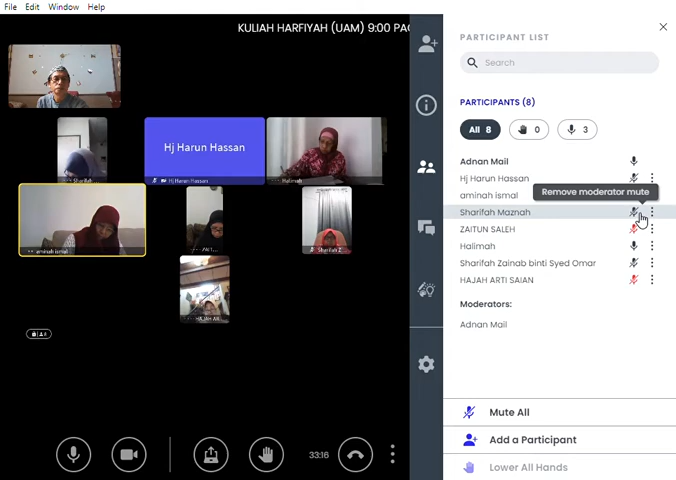 File Edit Window Help
KULIAH HARFIYAH (UAM) 9:00 PAG
PARTICIPANT LIST
Search
PARTICIPANTS (8)
All 8
0
3
Adnan Mail
Hj Harun Hassan
aminah ismal
Remove moderator mute
Sharifah Maznah
ZAITUN SALEH
Halimah
Sharifah Zainab binti Syed Omar
HAJAH ARTI SAIAN
Moderators:
Adnan Mail
Mute All
Add a Participant
Lower All Hands
Hj Harun Hassan
Hj Harun Hassan
Halimah
aminah ismal
33:16